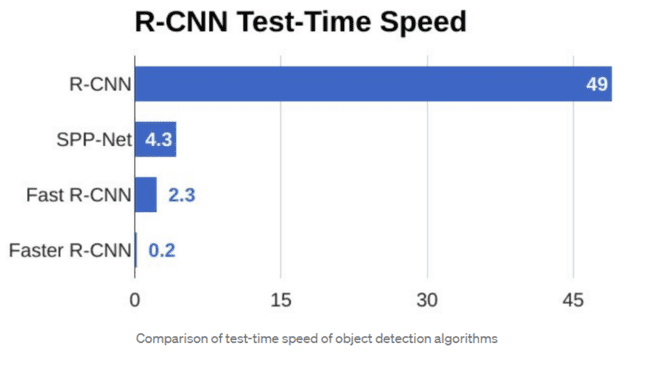 R-CNN Test-Time Speed
R-CNN 49
SPP-Net 4.3
Fast R-CNN 2.3
Faster R-CNN 0.2
0 15 30 45
Comparison of test-time speed of object detection algorithms